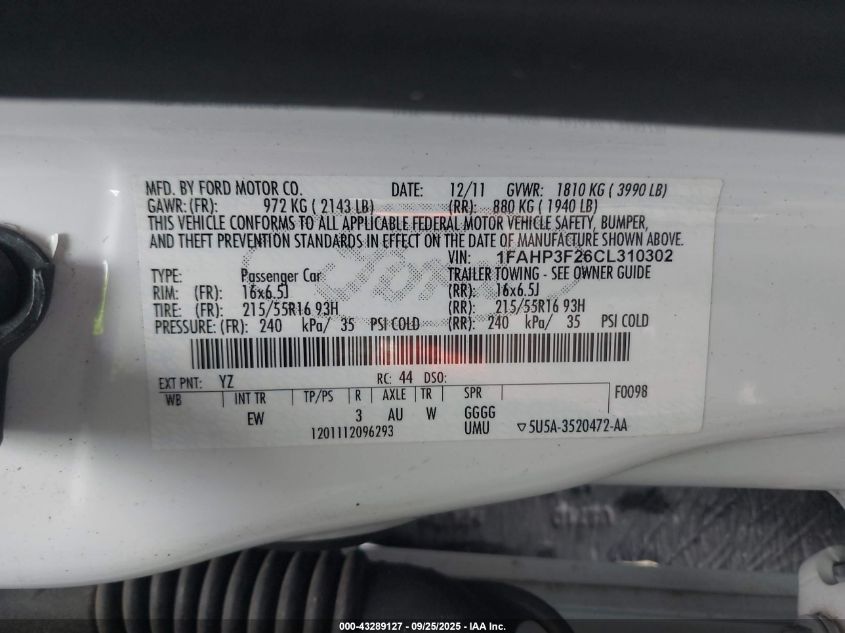 MFD. BY FORD MOTOR CO. DATE: 12/11 GVWR: 1810 KG ( 3990 LB)
GAWR: (FR): 972 KG ( 2143 LB) (RR): 880 KG ( 1940 LB)
THIS VEHICLE CONFORMS TO ALL APPLICABLE FEDERAL MOTOR VEHICLE SAFETY, BUMPER,
AND THEFT PREVENTION STANDARDS IN EFFECT ON THE DATE OF MANUFACTURE SHOWN ABOVE.
VIN: 1FAHP3F26CL310302
TYPE: Passenger Car TRAILER TOWING - SEE OWNER GUIDE
RIM: (FR): 16x6.5J (RR): 16x6.5J
TIRE: (FR): 215/55R16 93H (RR): 215/55R16 93H
PRESSURE: (FR): 240 kPa/ 35 PSI COLD (RR): 240 kPa/ 35 PSI COLD
EXT PNT: YZ RC: 44 DSO:
WB INT TR TP/PS R AXLE TR SPR F0098
EW 3 AU W GGGG
1201112096293 UMU ▽5U5A-3520472-AA
000-43289127 - 09/25/2025 - IAA Inc.